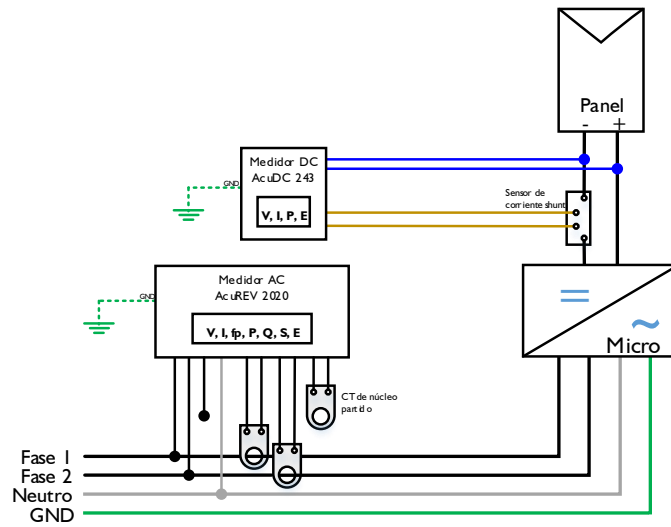 Panel
- +
Medidor DC
AcuDC 243
GND
V, I, P, E
Sensor de
corriente shunt
Medidor AC
AcuREV 2020
GND
V, I, fp, P, Q, S, E
=
~
Micro
CT de núcleo
partido
Fase 1
Fase 2
Neutro
GND